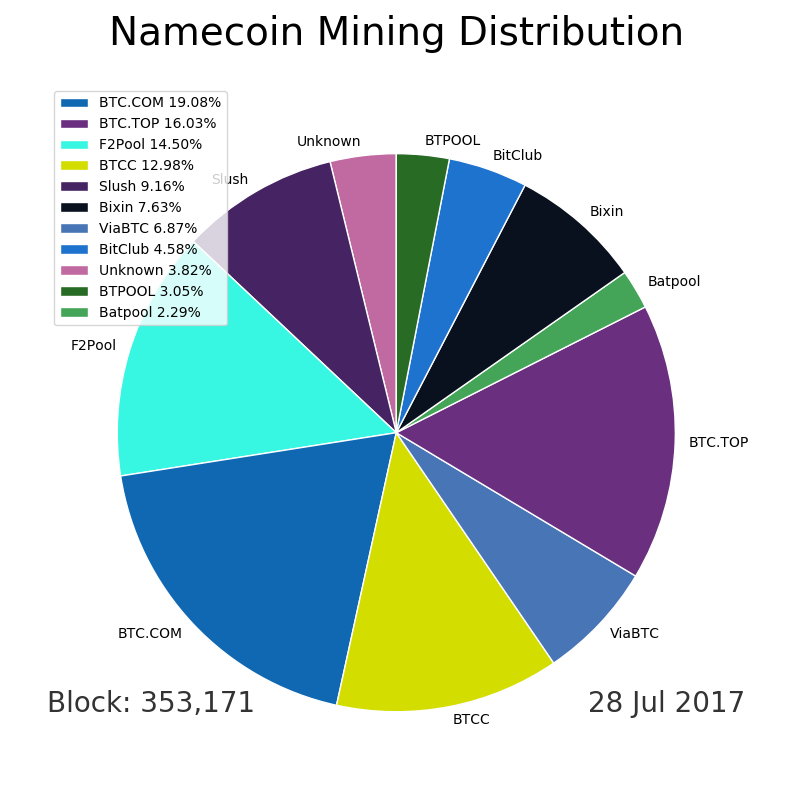 Namecoin Mining Distribution
BTC.COM 19.08%
BTC.TOP 16.03%
F2Pool 14.50%
BTCC 12.98%
Slush 9.16%
Bixin 7.63%
ViaBTC 6.87%
BitClub 4.58%
Unknown 3.82%
BTPOOL 3.05%
Batpool 2.29%
Unknown
BTPOOL
BitClub
Slush
Bixin
Batpool
F2Pool
BTC.TOP
BTC.COM
ViaBTC
BTCC
Block: 353,171
28 Jul 2017